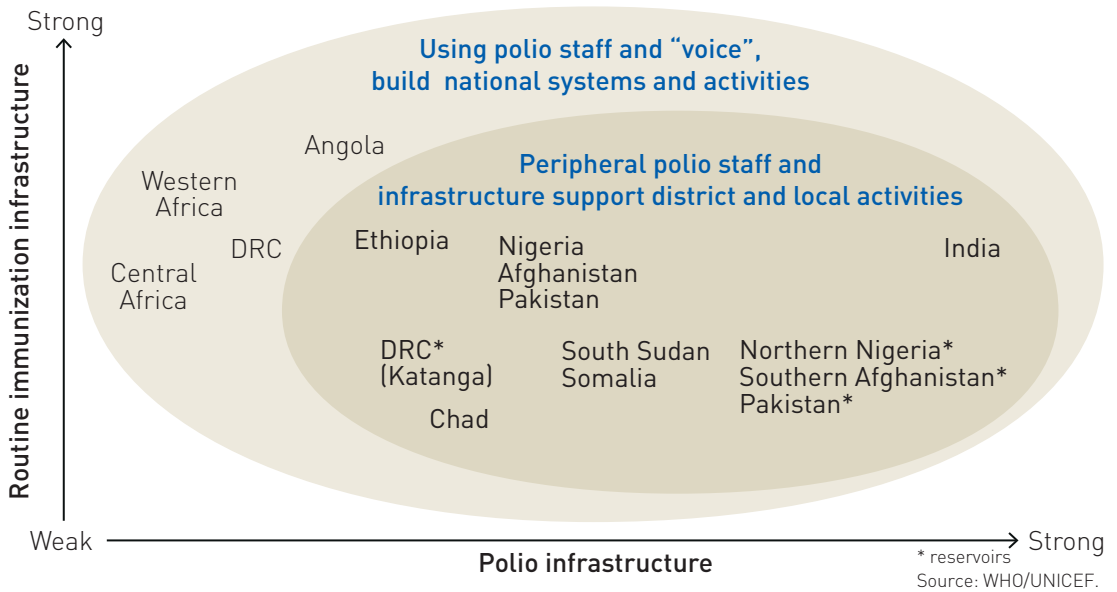 Strong
Routine immunization infrastructure
Using polio staff and “voice”,
build national systems and activities
Angola
Peripheral polio staff and
infrastructure support district and local activities
Western
Africa
DRC
Central
Africa
Ethiopia
Nigeria
Afghanistan
Pakistan
India
DRC*
(Katanga)
Chad
South Sudan
Somalia
Northern Nigeria*
Southern Afghanistan*
Pakistan*
Weak
Polio infrastructure
Strong
* reservoirs
Source: WHO/UNICEF.